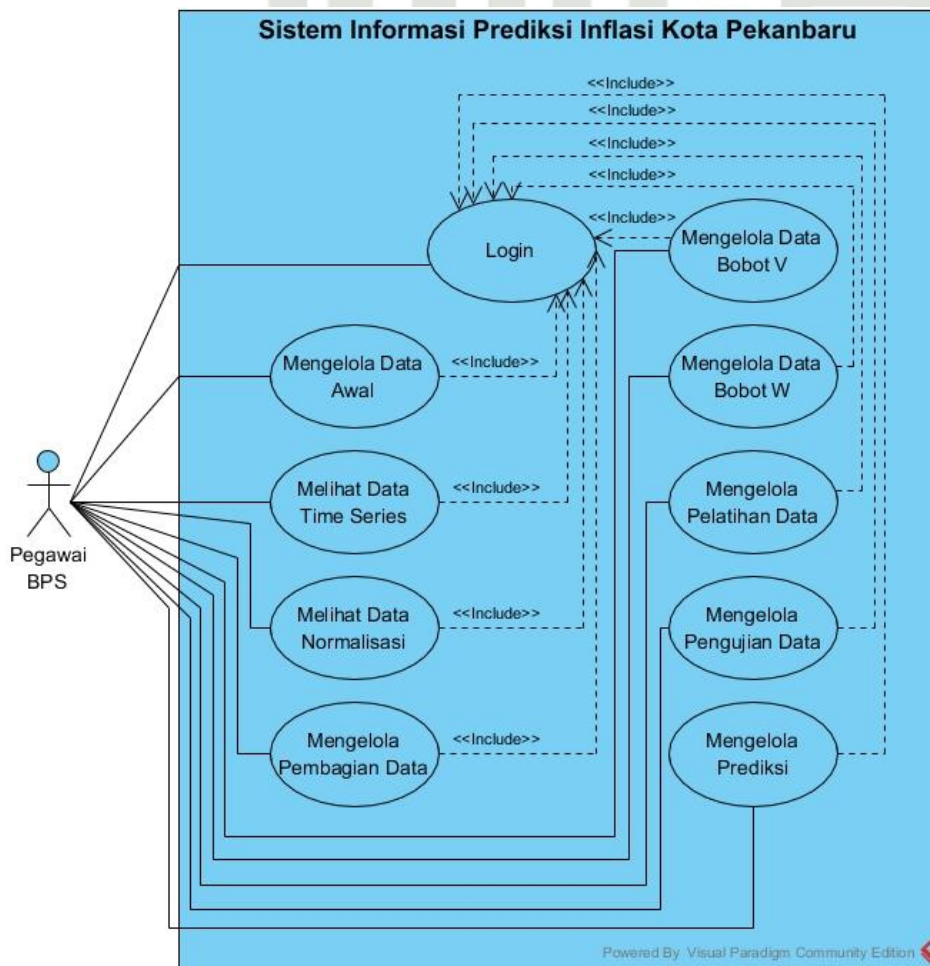 Sistem Informasi Prediksi Inflasi Kota Pekanbaru
<<Include>>
<<Include>>
<<Include>>
<<Include>>
<<Include>>
Login
Mengelola Data
Bobot V
Mengelola Data
Awal
<<Include>>
Mengelola Data
Bobot W
Melihat Data
Time Series
<<Include>>
Mengelola
Pelatihan Data
Pegawai
BPS
Melihat Data
Normalisasi
<<Include>>
Mengelola
Pengujian Data
Mengelola
Pembagian Data
<<Include>>
Mengelola
Prediksi
Powered By Visual Paradigm Community Edition